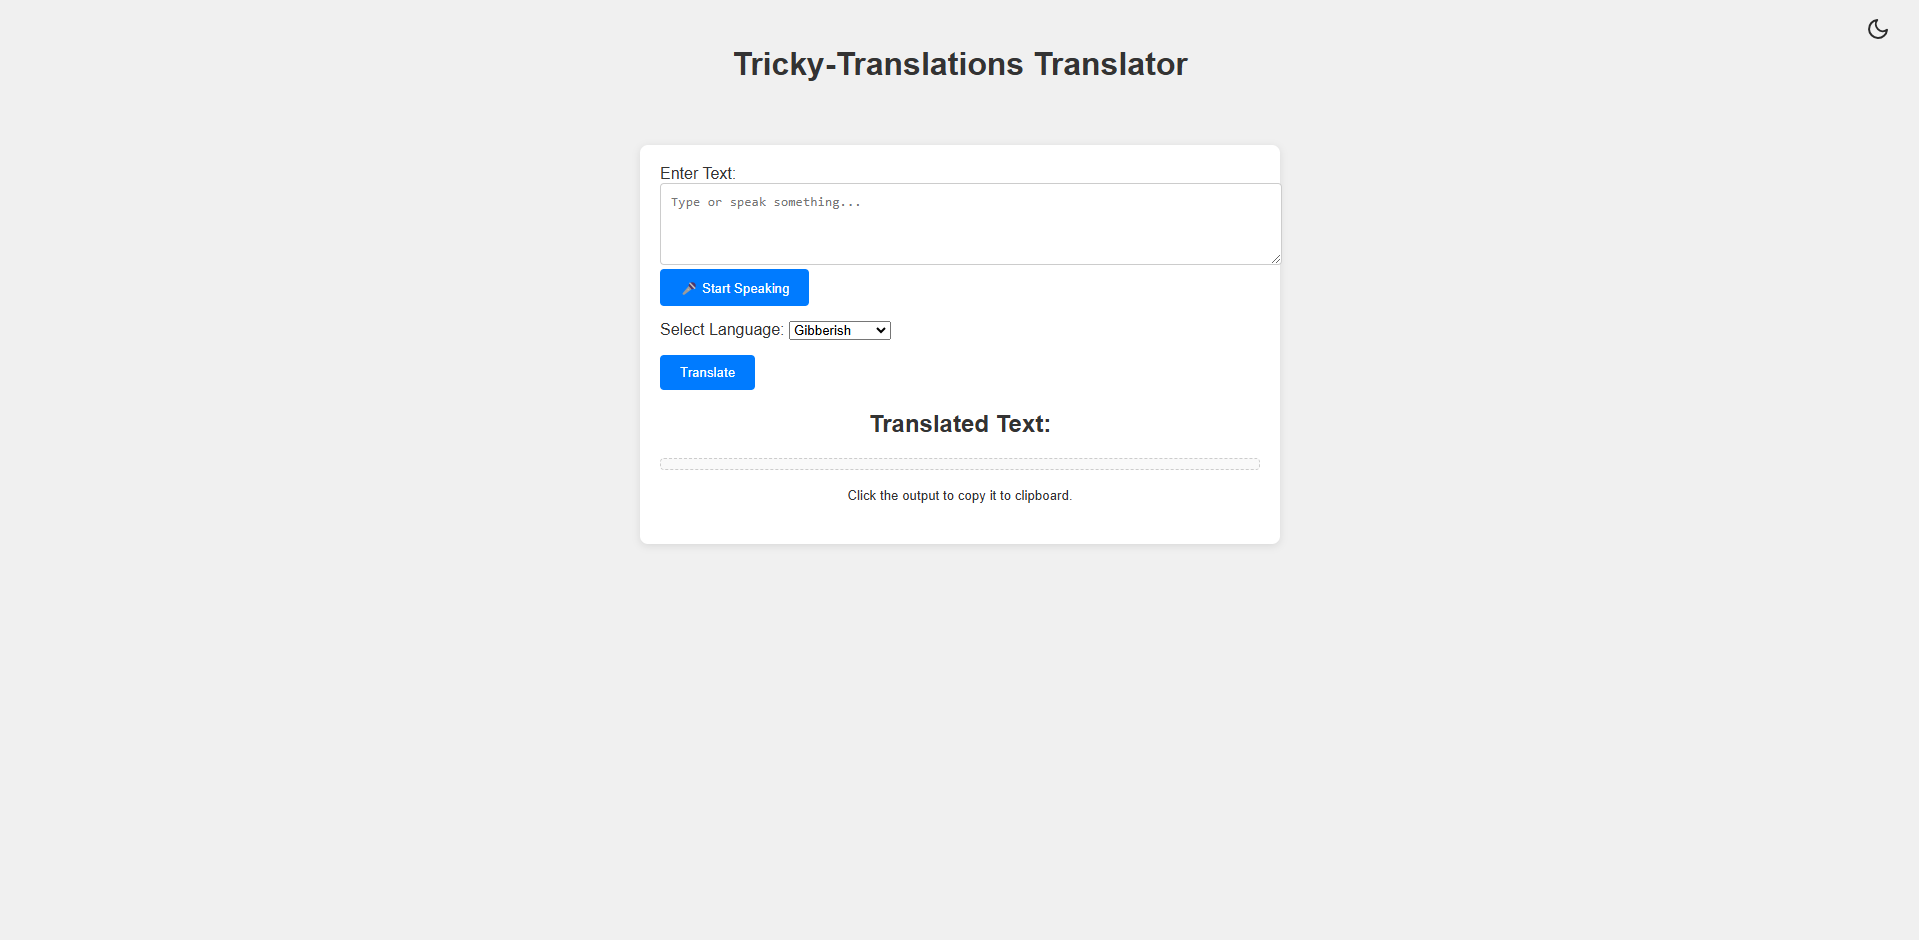 Tricky-Translations Translator
Enter Text:
Type or speak something...
🎤 Start Speaking
Select Language: Gibberish
Translate
Translated Text:
Click the output to copy it to clipboard.